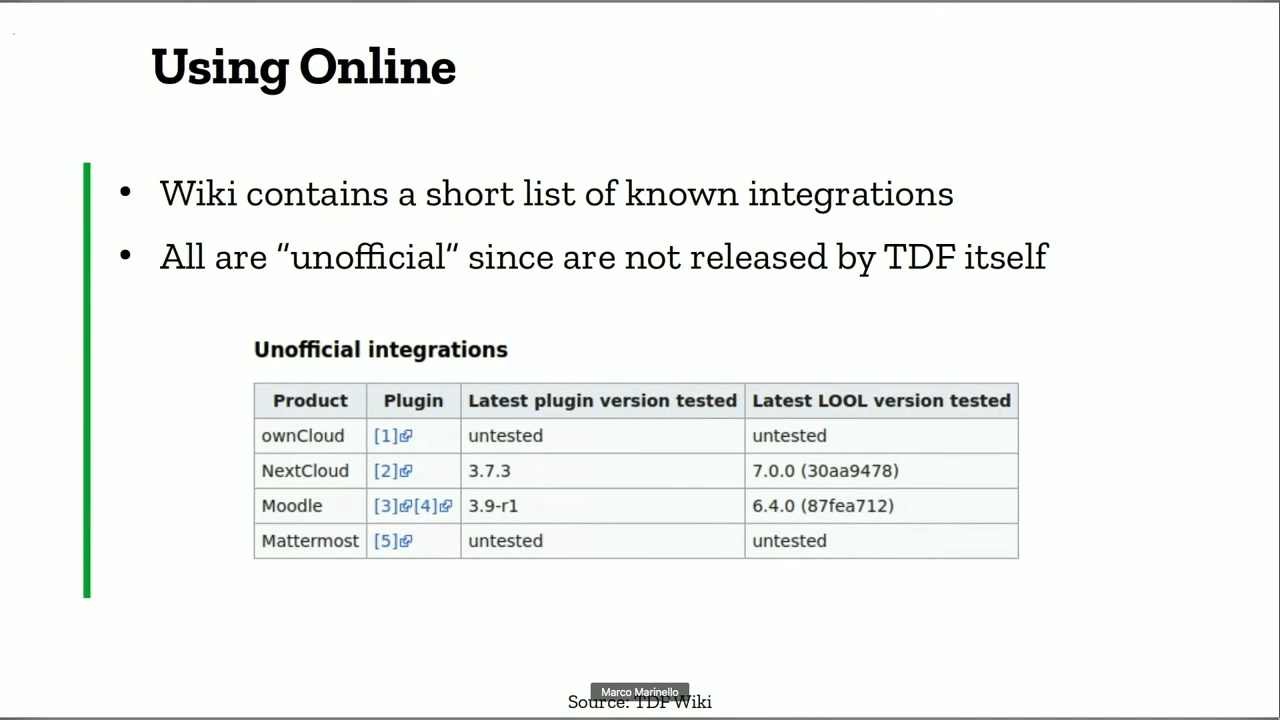 Using Online
• Wiki contains a short list of known integrations
• All are “unofficial” since are not released by TDF itself
Unofficial integrations
Product Plugin Latest plugin version tested Latest LOOL version tested
ownCloud [1] untested untested
NextCloud [2] 3.7.3 7.0.0 (30aa9478)
Moodle [3][4] 3.9-r1 6.4.0 (87fea712)
Mattermost [5] untested untested
Marco Marinello
Source: TDF Wiki